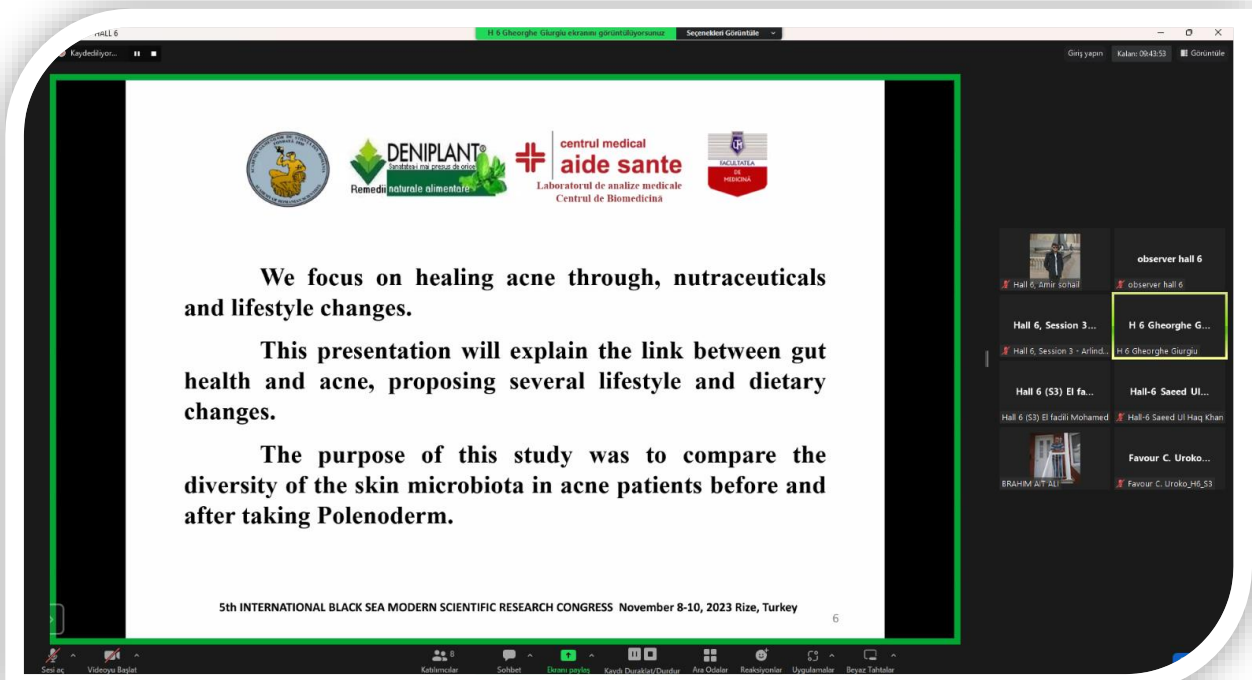 HALL 6
H 6 Gheorghe Giurgiu ekranını görüntülüyorsunuz
Seçenekleri Görüntüle
Kaydediliyor...
Giriş yapın
Kalan: 09:43:53
Görüntüle
DENIPLANT®
Sanatatea-i mai presus de orice
Remedii naturale alimentare
centrul medical
aide sante
Laboratorul de analize medicale
Centrul de Biomedicină
FACULTATEA
DE
MEDICINĂ
We focus on healing acne through, nutraceuticals
and lifestyle changes.
This presentation will explain the link between gut
health and acne, proposing several lifestyle and dietary
changes.
The purpose of this study was to compare the
diversity of the skin microbiota in acne patients before and
after taking Polenoderm.
5th INTERNATIONAL BLACK SEA MODERN SCIENTIFIC RESEARCH CONGRESS November 8-10, 2023 Rize, Turkey
6
Hall 6, Amir sohail
observer hall 6
observer hall 6
Hall 6, Session 3...
Hall 6, Session 3 - Arlind...
H 6 Gheorghe G...
H 6 Gheorghe Giurgiu
Hall 6 (S3) El fa...
Hall 6 (S3) El fadili Mohamed
Hall-6 Saeed Ul...
Hall-6 Saeed Ul Haq Khan
BRAHIM AIT ALI
Favour C. Uroko...
Favour C. Uroko_H6_S3
Sesi aç
Videoyu Başlat
8
Katılımcılar
Sohbet
Ekranı paylaş
Kaydı Duraklat/Durdur
Ara Odalar
Reaksiyonlar
Uygulamalar
Beyaz Tahtalar